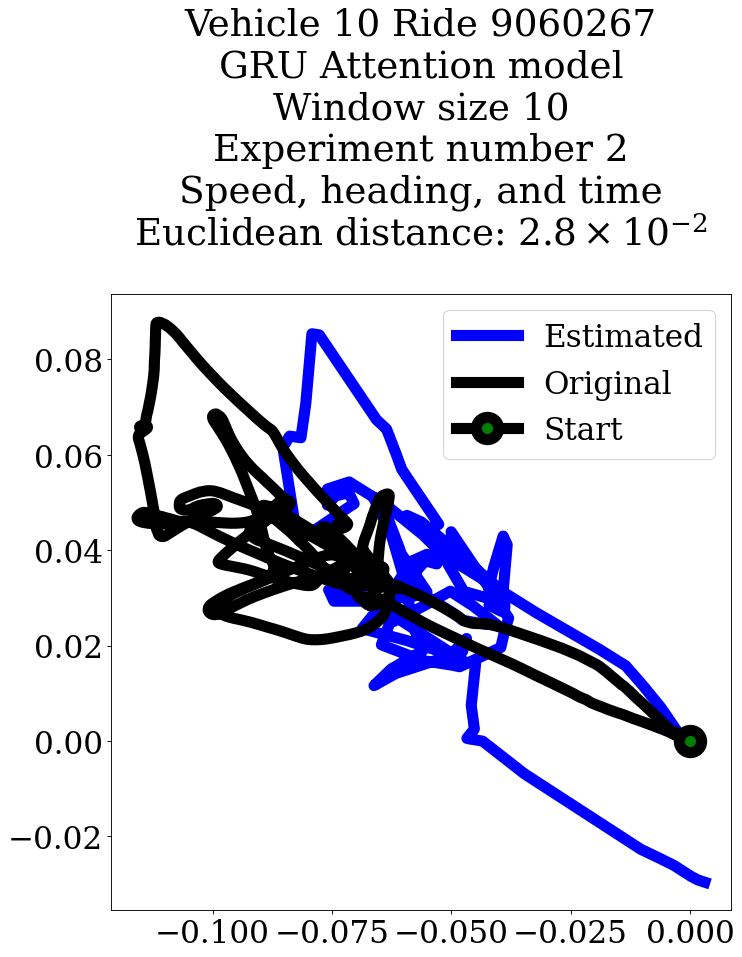 Vehicle 10 Ride 9060267
GRU Attention model
Window size 10
Experiment number 2
Speed, heading, and time
Euclidean distance: 2.8 × 10⁻²
Estimated
Original
Start
0.08
0.06
0.04
0.02
0.00
−0.02
−0.100 −0.075 −0.050 −0.025 0.000